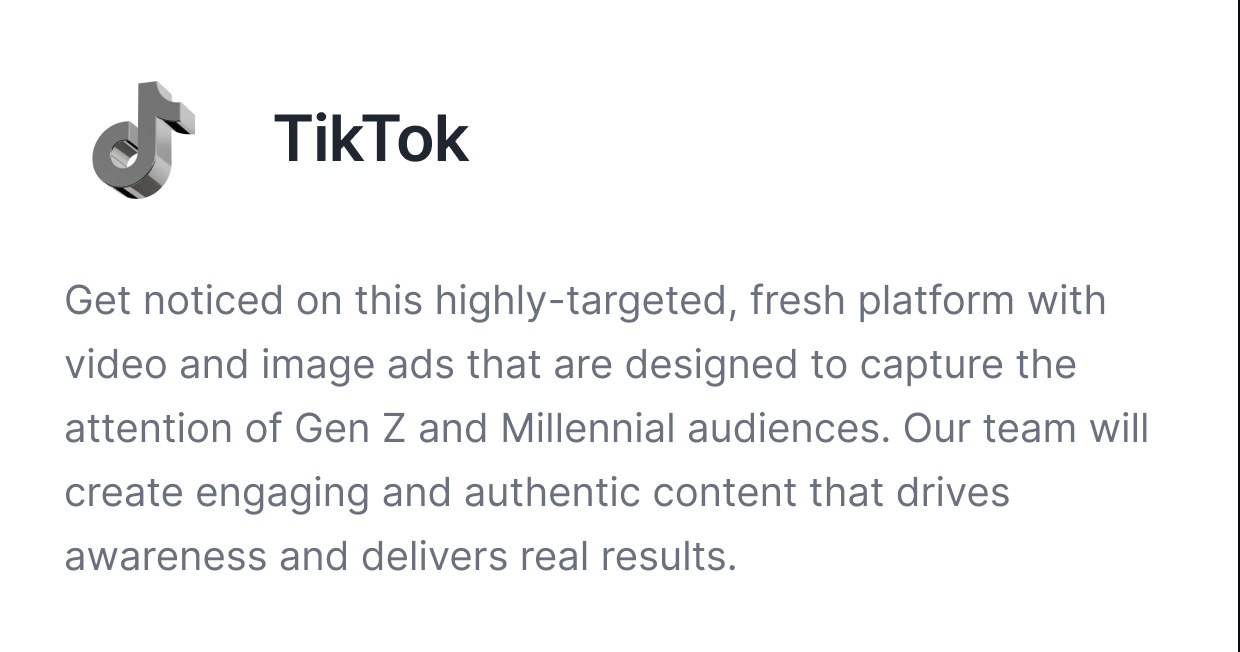 TikTok
Get noticed on this highly-targeted, fresh platform with
video and image ads that are designed to capture the
attention of Gen Z and Millennial audiences. Our team will
create engaging and authentic content that drives
awareness and delivers real results.